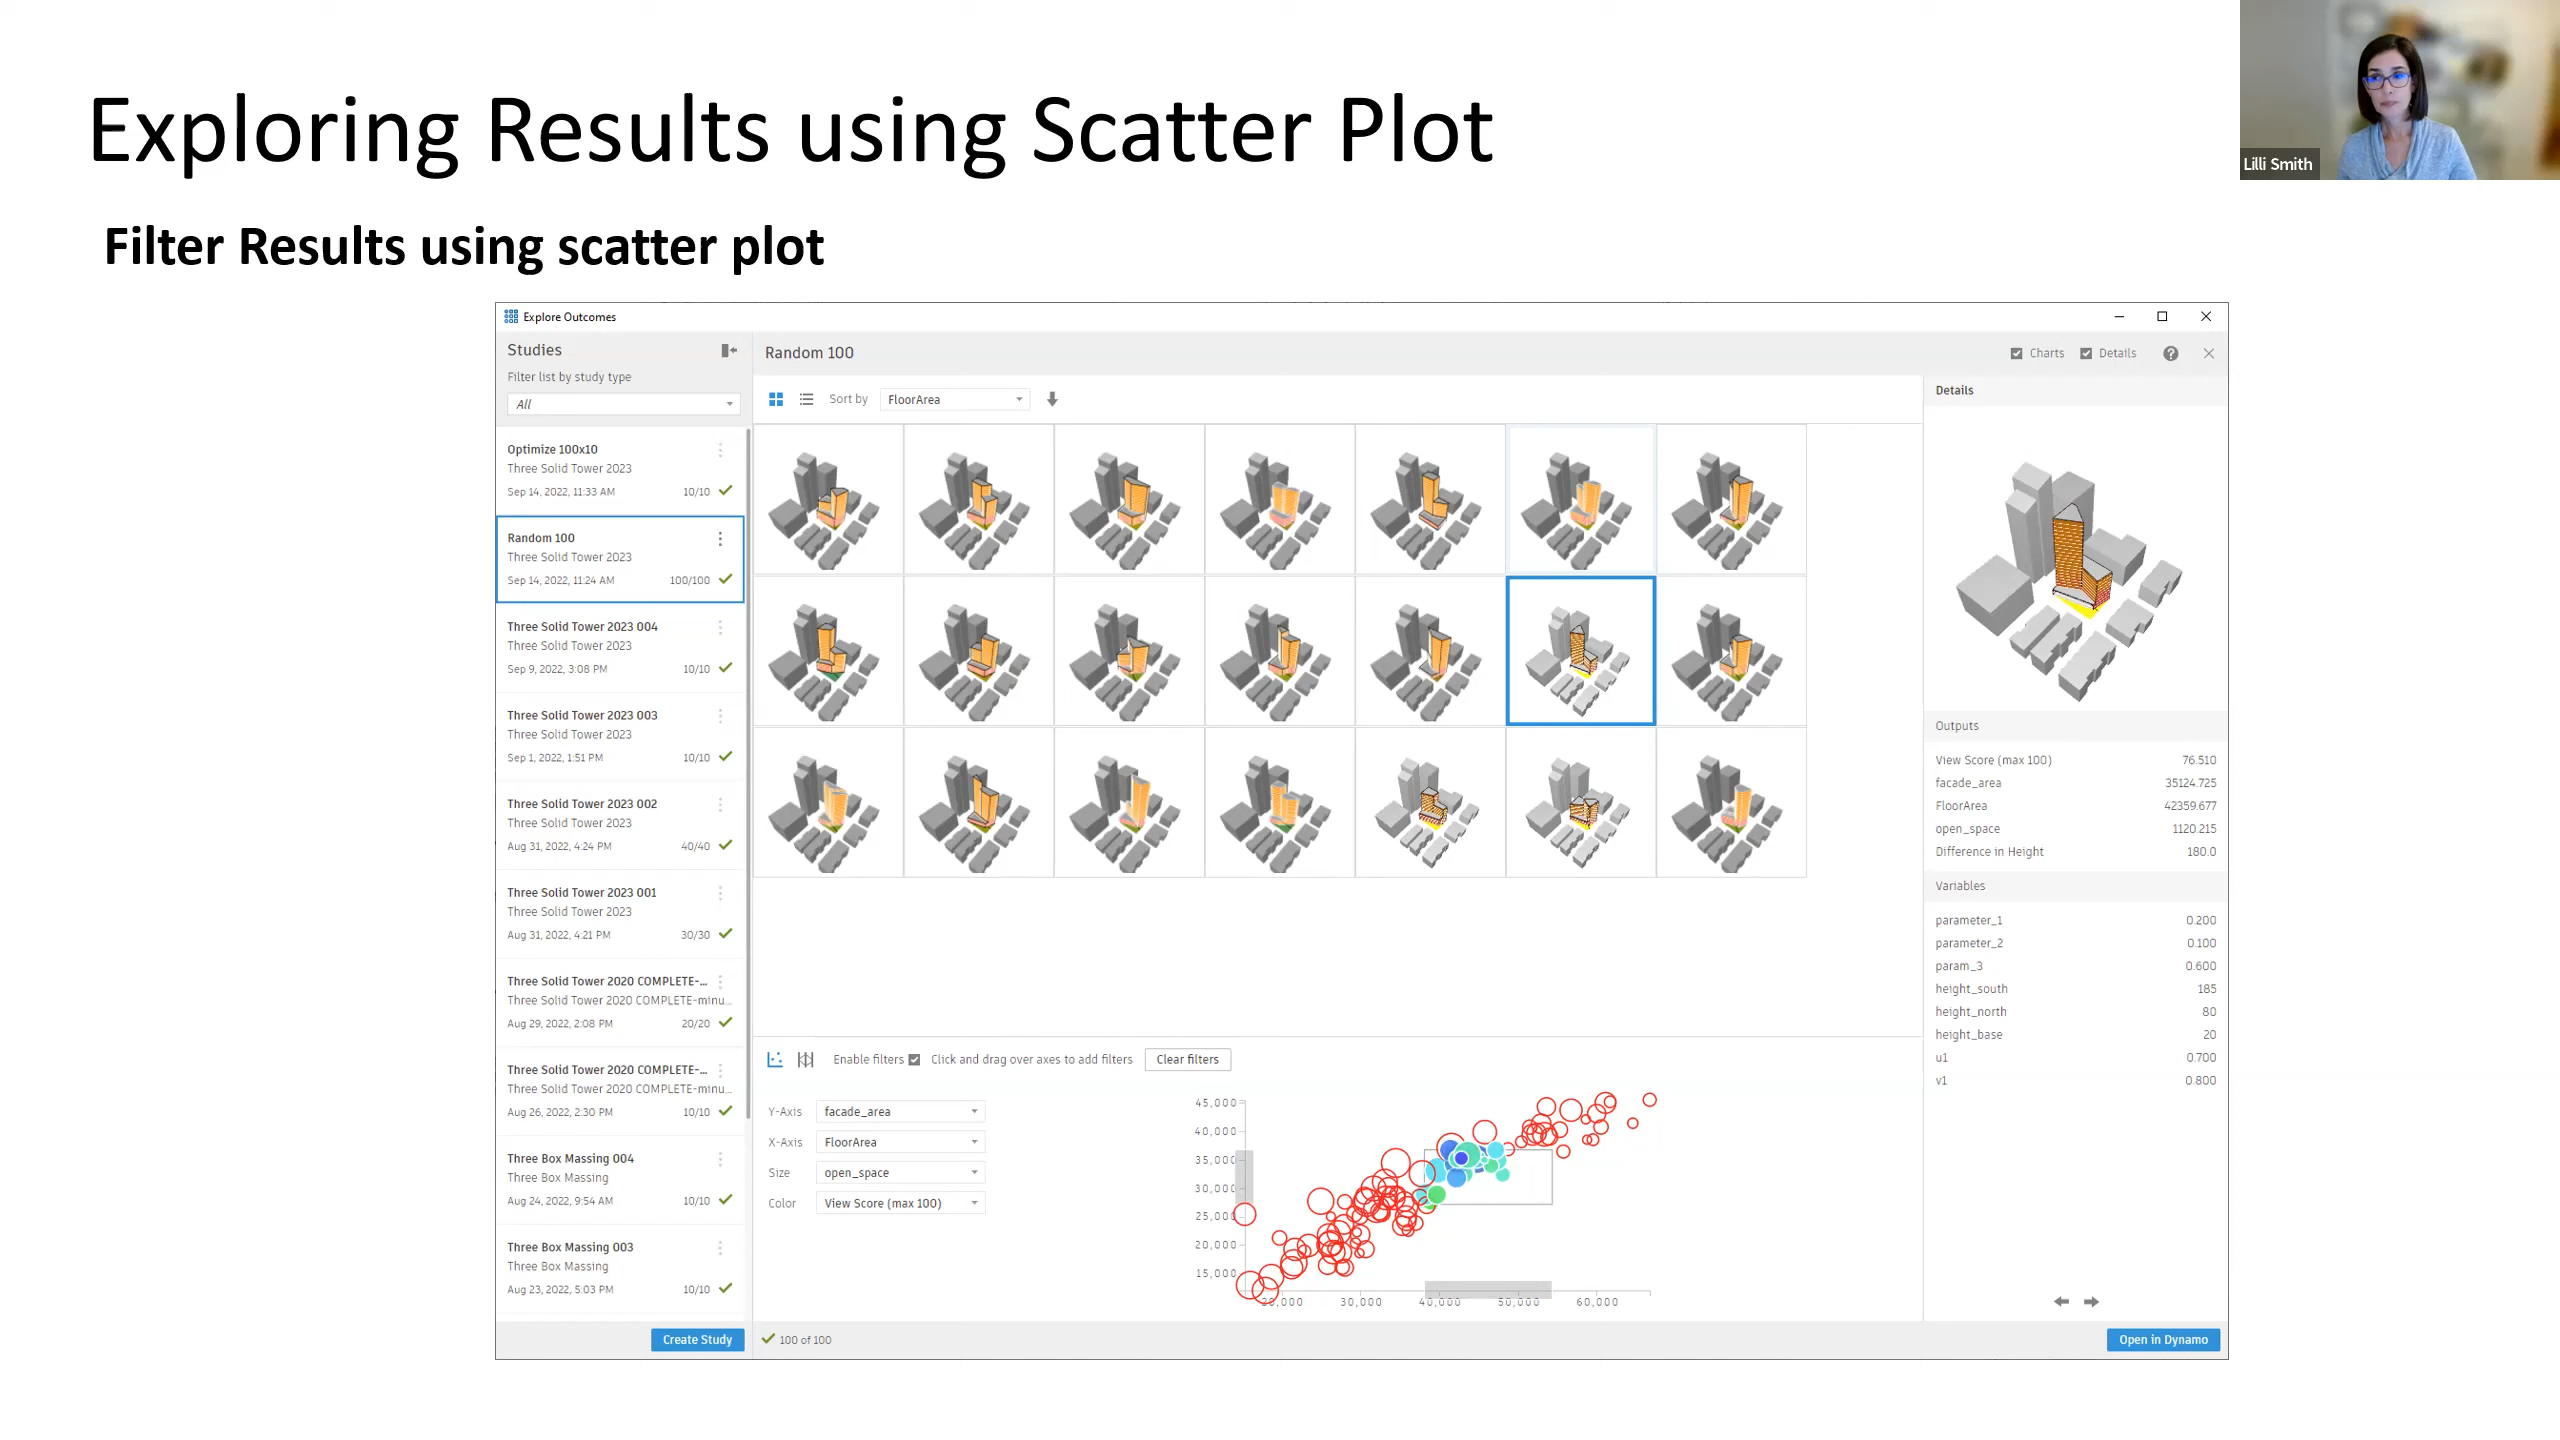 Exploring Results using Scatter Plot
Lilli Smith
Filter Results using scatter plot
Explore Outcomes
Studies
Filter list by study type
All
Optimize 100x10
Three Solid Tower 2023
Sep 14, 2022, 11:33 AM 10/10
Random 100
Three Solid Tower 2023
Sep 14, 2022, 11:24 AM 100/100
Three Solid Tower 2023 004
Three Solid Tower 2023
Sep 9, 2022, 3:08 PM 10/10
Three Solid Tower 2023 003
Three Solid Tower 2023
Sep 1, 2022, 1:51 PM 10/10
Three Solid Tower 2023 002
Three Solid Tower 2023
Aug 31, 2022, 4:24 PM 40/40
Three Solid Tower 2023 001
Three Solid Tower 2023
Aug 31, 2022, 4:21 PM 30/30
Three Solid Tower 2020 COMPLETE-...
Three Solid Tower 2020 COMPLETE-minu...
Aug 29, 2022, 2:08 PM 20/20
Three Solid Tower 2020 COMPLETE-...
Three Solid Tower 2020 COMPLETE-minu...
Aug 26, 2022, 2:30 PM 10/10
Three Box Massing 004
Three Box Massing
Aug 24, 2022, 9:54 AM 10/10
Three Box Massing 003
Three Box Massing
Aug 23, 2022, 5:03 PM 10/10
Create Study
Random 100
Charts Details
Sort by FloorArea
Enable filters Click and drag over axes to add filters Clear filters
Y-Axis facade_area
X-Axis FloorArea
Size open_space
Color View Score (max 100)
45,000
40,000
35,000
30,000
25,000
20,000
15,000
20,000 30,000 40,000 50,000 60,000
100 of 100
Details
Outputs
View Score (max 100) 76.510
facade_area 35124.725
FloorArea 42359.677
open_space 1120.215
Difference in Height 180.0
Variables
parameter_1 0.200
parameter_2 0.100
param_3 0.600
height_south 185
height_north 80
height_base 20
u1 0.700
v1 0.800
Open in Dynamo